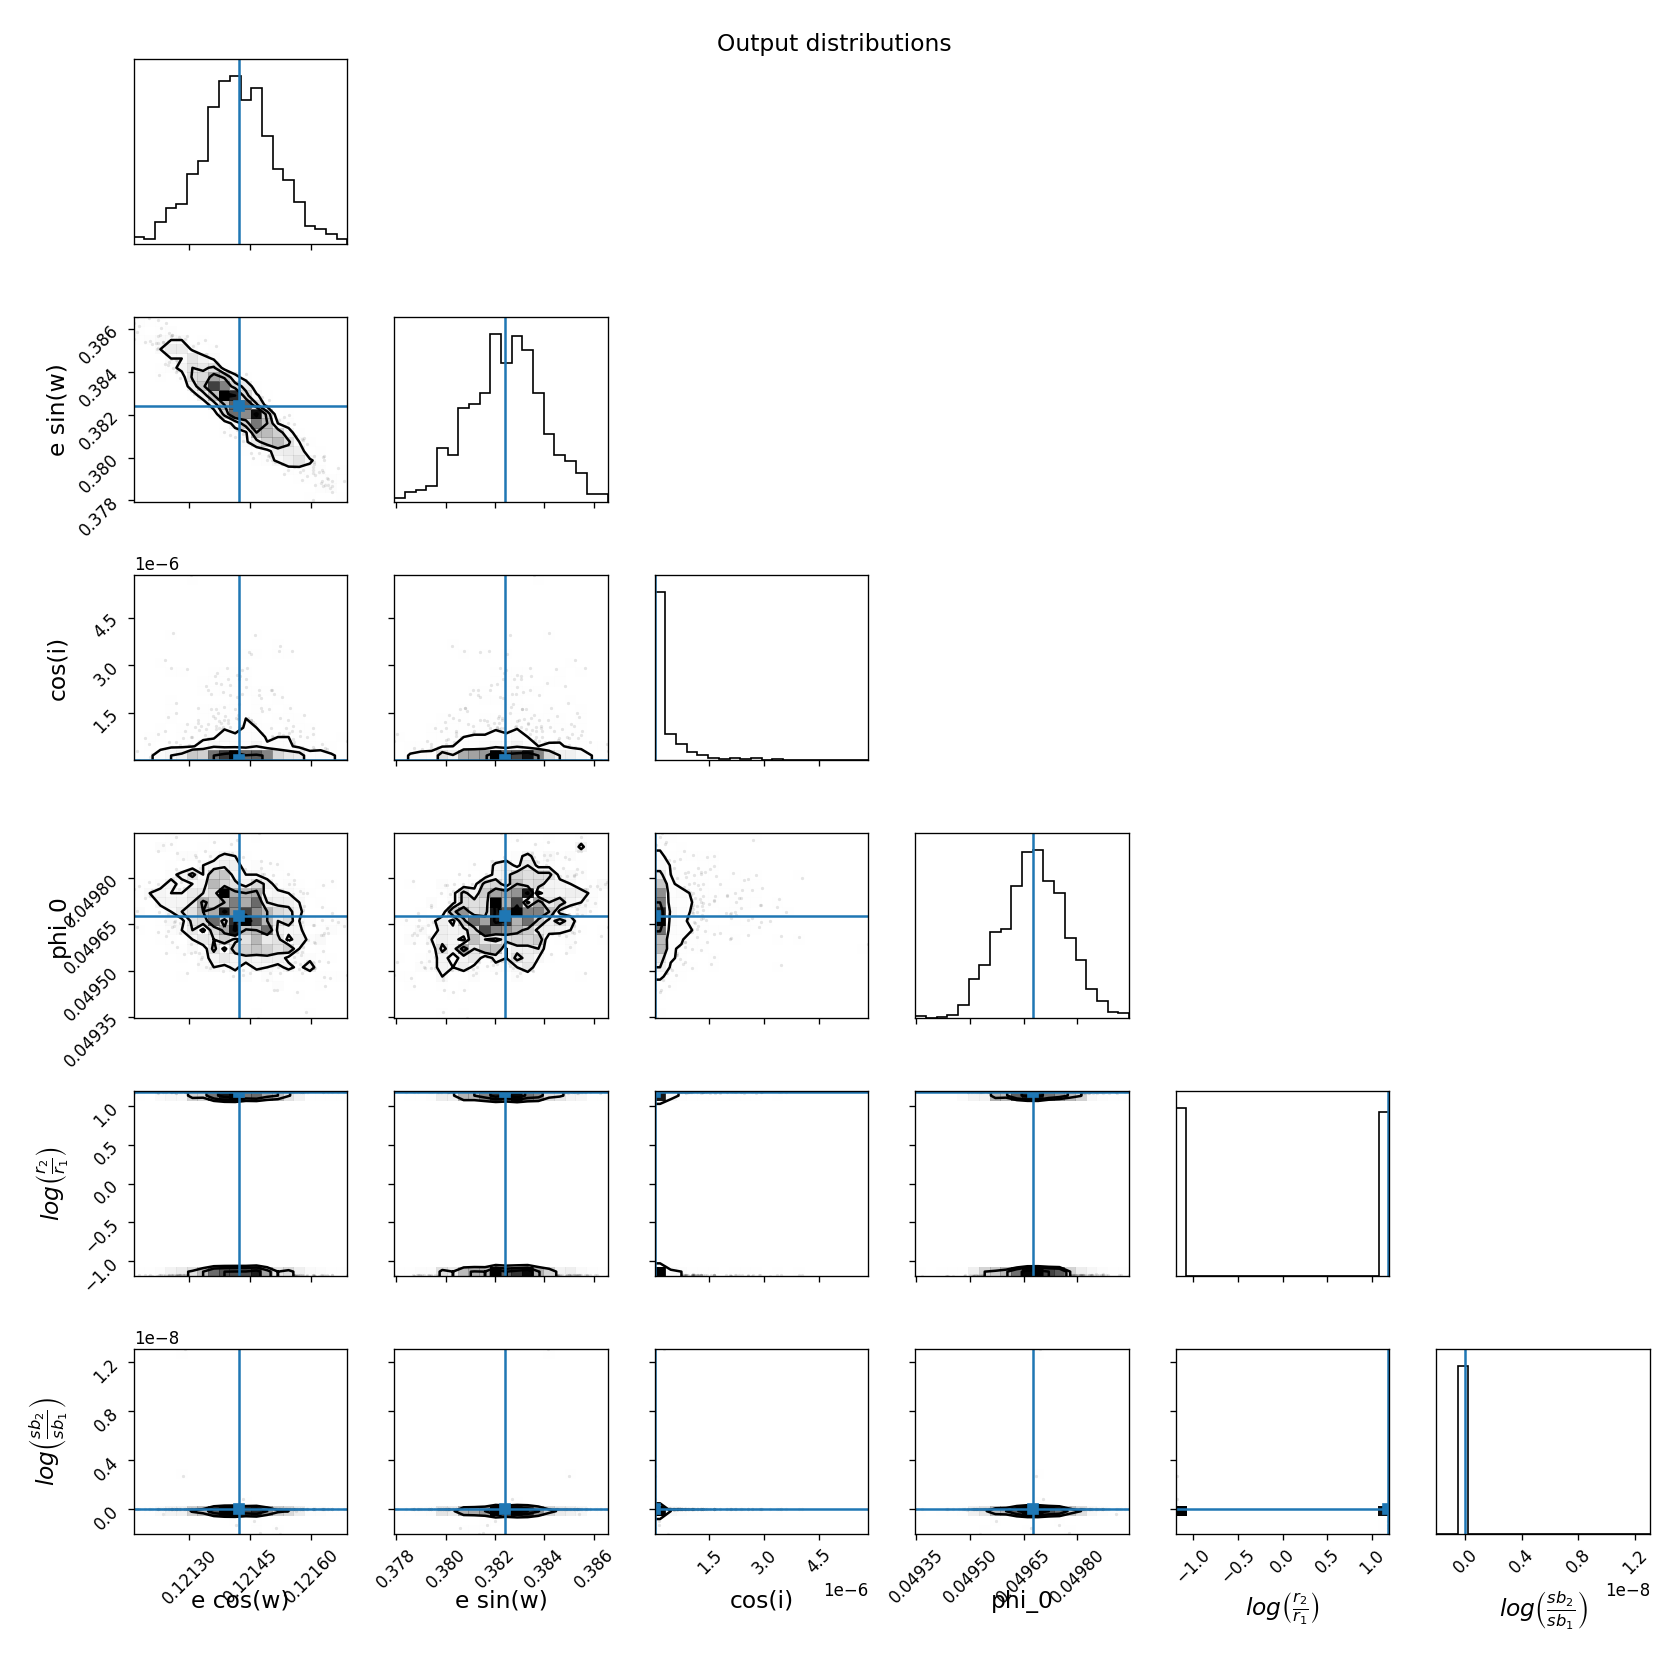 Output distributions
e sin(w)
0.386
0.384
0.382
0.380
0.378
1e−6
cos(i)
4.5
3.0
1.5
phi_0
0.04980
0.04965
0.04950
0.04935
log(r₂/r₁)
1.0
0.5
0.0
−0.5
−1.0
1e−8
log(sb₂/sb₁)
1.2
0.8
0.4
0.0
0.12130 0.12145 0.12160
e cos(w)
0.378 0.380 0.382 0.384 0.386
e sin(w)
1.5 3.0 4.5
1e−6
cos(i)
0.04935 0.04950 0.04965 0.04980
phi_0
−1.0 −0.5 0.0 0.5 1.0
log(r₂/r₁)
0.0 0.4 0.8 1.2
1e−8
log(sb₂/sb₁)